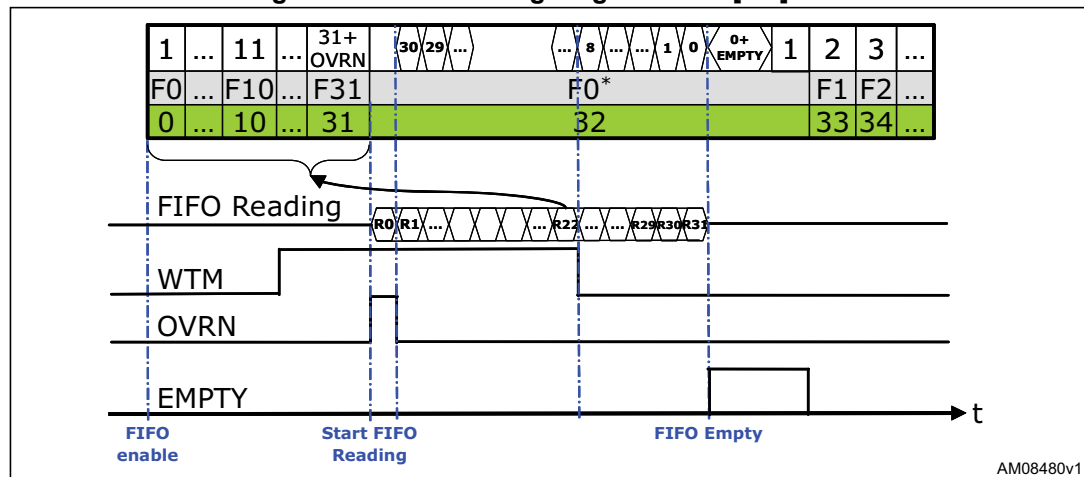 1 ... 11 ... 31+ OVRN 30 29 ... ... 8 ... ... 1 0 0+ EMPTY 1 2 3 ...
F0 ... F10 ... F31 F0* F1 F2 ...
0 ... 10 ... 31 32 33 34 ...
FIFO Reading
R0 R1 ... ... R22 ... ... R29 R30 R31
WTM
OVRN
EMPTY
t
FIFO enable
Start FIFO Reading
FIFO Empty
AM08480v1